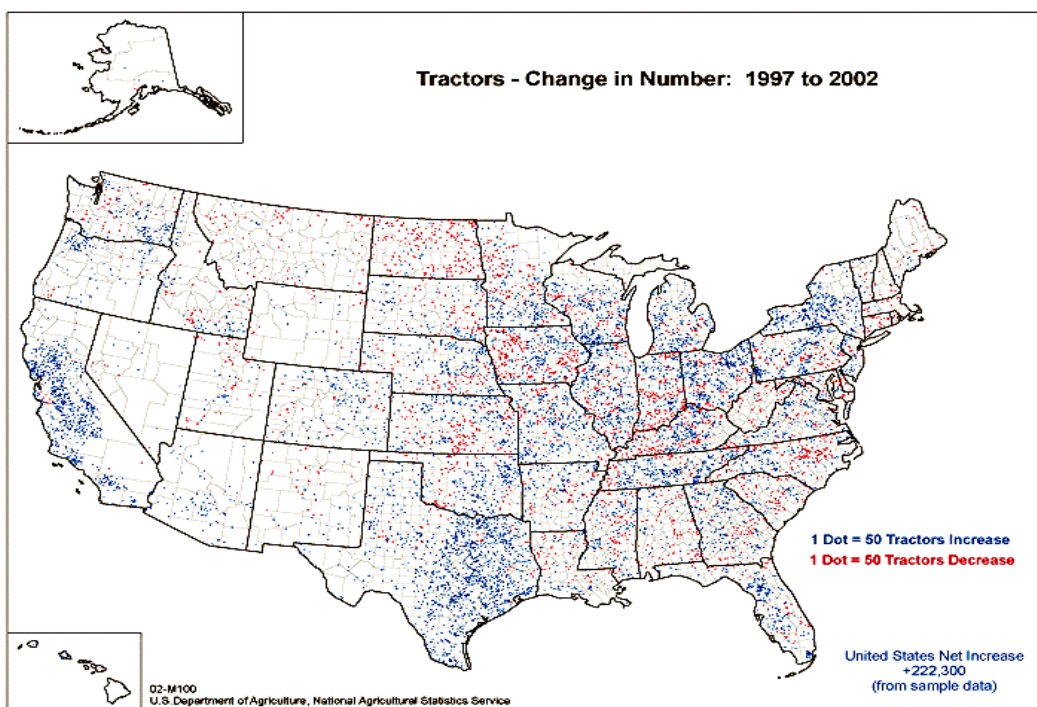 Tractors - Change in Number: 1997 to 2002
1 Dot = 50 Tractors Increase
1 Dot = 50 Tractors Decrease
United States Net Increase
+222,300
(from sample data)
02-M100
U.S. Department of Agriculture, National Agricultural Statistics Service